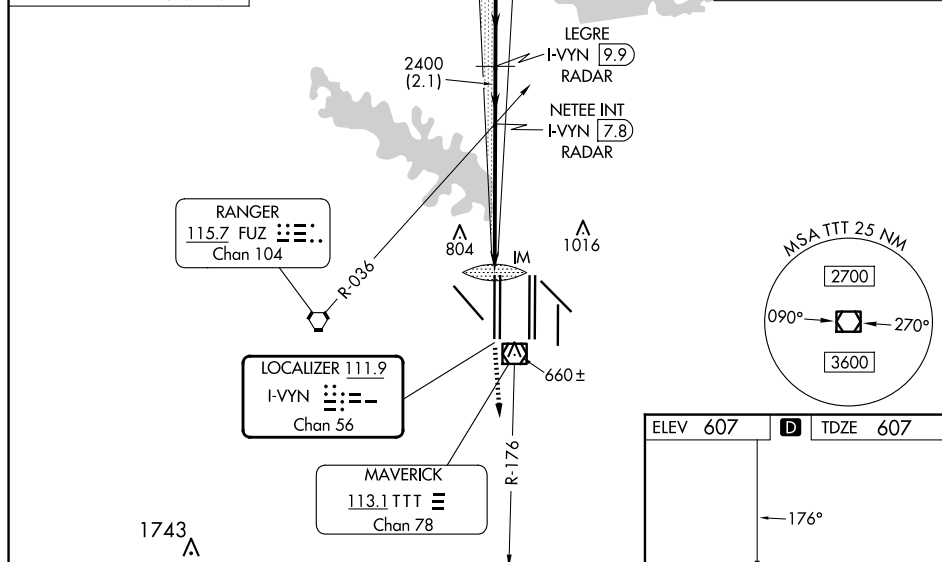 LEGRE
I-VYN 9.9
RADAR
2400
(2.1)
NETEE INT
I-VYN 7.8
RADAR
RANGER
115.7 FUZ
Chan 104
R-036
804
1016
IM
MSA TTT 25 NM
2700
090°
270°
3600
LOCALIZER 111.9
I-VYN
Chan 56
660±
MAVERICK
113.1 TTT
Chan 78
R-176
1743
ELEV 607 D TDZE 607
176°